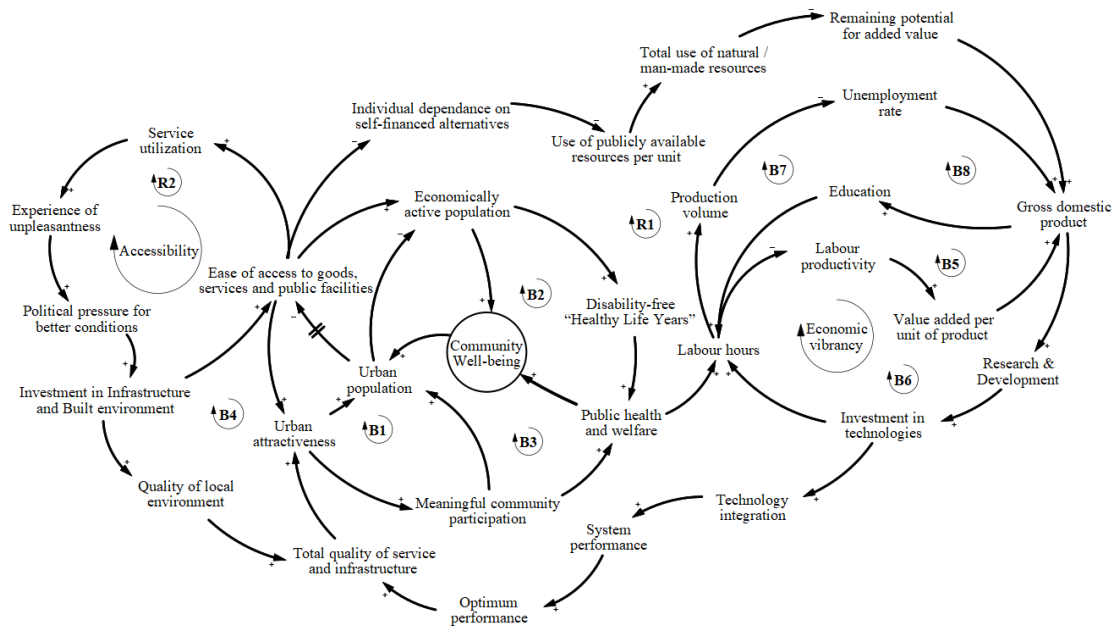 Remaining potential
for added value
Total use of natural /
man-made resources
Individual dependance on
self-financed alternatives
Unemployment
rate
Service
utilization
Use of publicly available
resources per unit
R2
B7
B8
Experience of
unpleasantness
Economically
active population
Production
volume
Education
Gross domestic
product
R1
Accessibility
Ease of access to goods,
services and public facilities
Labour
productivity
B5
B2
Political pressure for
better conditions
Disability-free
“Healthy Life Years”
Value added per
unit of product
Community
Well-being
Labour hours
Economic
vibrancy
Urban
population
Research &
Development
Investment in Infrastructure
and Built environment
B6
B4
Urban
attractiveness
B1
B3
Public health
and welfare
Investment in
technologies
Quality of local
environment
Meaningful community
participation
Technology
integration
System
performance
Total quality of service
and infrastructure
Optimum
performance